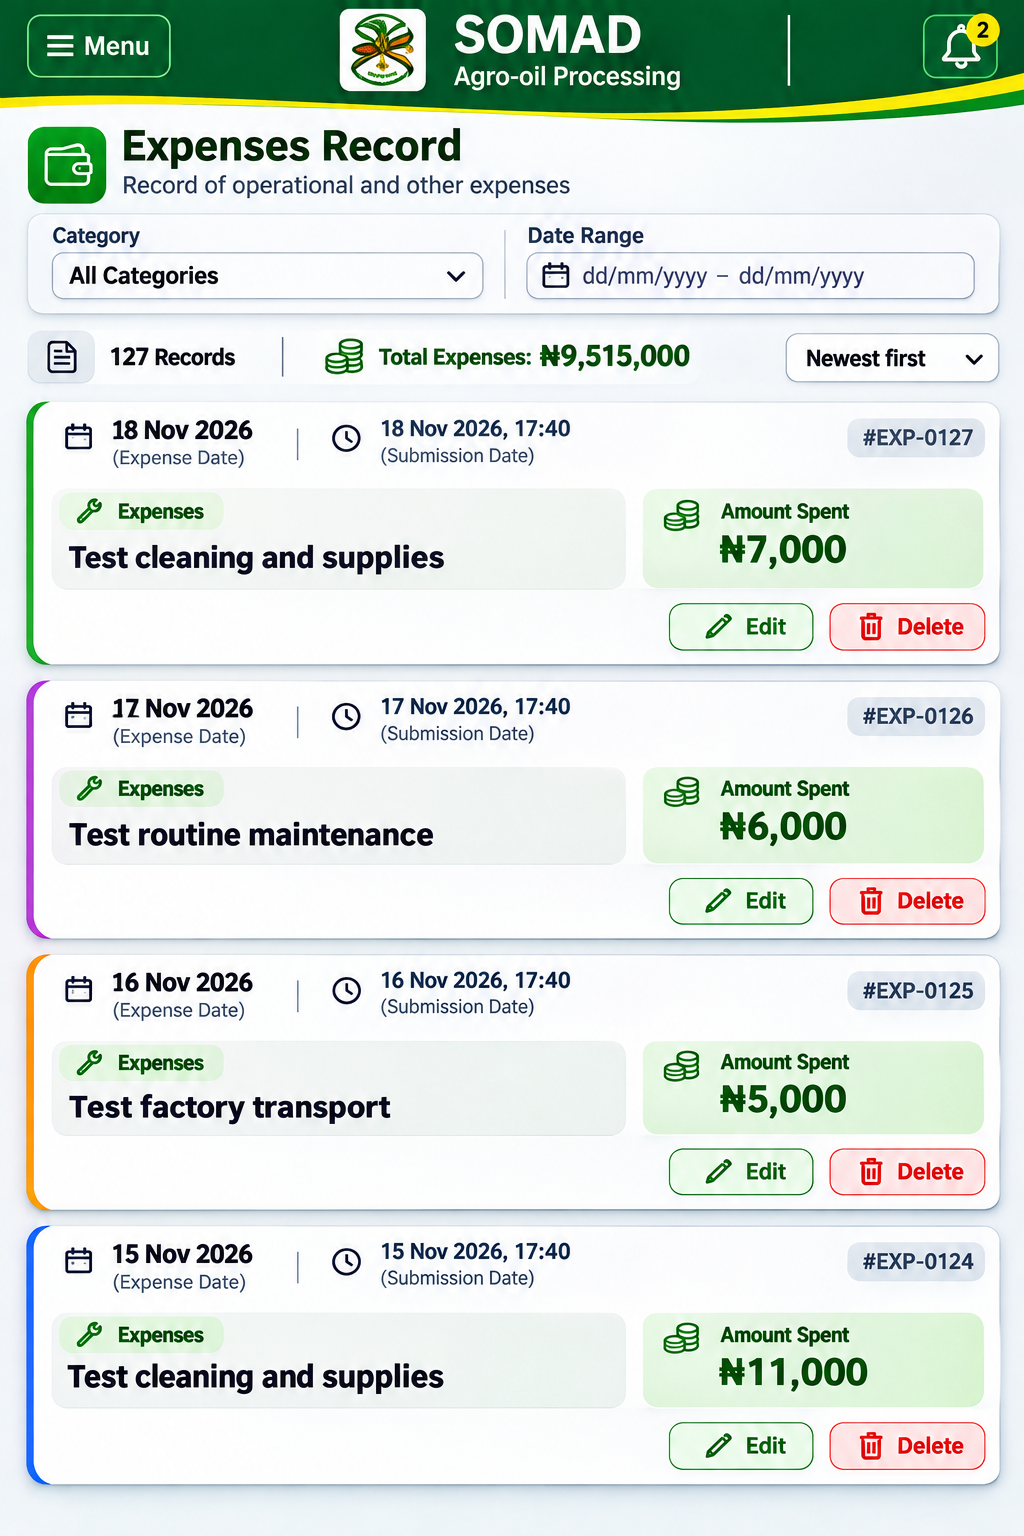 Menu
SOMAD
Agro-oil Processing
2
Expenses Record
Record of operational and other expenses
Category
Date Range
All Categories
dd/mm/yyyy – dd/mm/yyyy
127 Records
Total Expenses: ₦9,515,000
Newest first
18 Nov 2026
(Expense Date)
18 Nov 2026, 17:40
(Submission Date)
#EXP-0127
Expenses
Test cleaning and supplies
Amount Spent
₦7,000
Edit
Delete
17 Nov 2026
(Expense Date)
17 Nov 2026, 17:40
(Submission Date)
#EXP-0126
Expenses
Test routine maintenance
Amount Spent
₦6,000
Edit
Delete
16 Nov 2026
(Expense Date)
16 Nov 2026, 17:40
(Submission Date)
#EXP-0125
Expenses
Test factory transport
Amount Spent
₦5,000
Edit
Delete
15 Nov 2026
(Expense Date)
15 Nov 2026, 17:40
(Submission Date)
#EXP-0124
Expenses
Test cleaning and supplies
Amount Spent
₦11,000
Edit
Delete